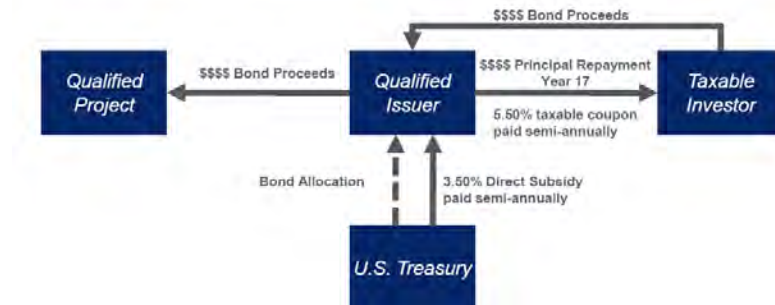 $$$$ Bond Proceeds
Qualified
Project
$$$$ Bond Proceeds
Qualified
Issuer
$$$$ Principal Repayment
Year 17
5.50% taxable coupon
paid semi-annually
Taxable
Investor
Bond Allocation
3.50% Direct Subsidy
paid semi-annually
U.S. Treasury